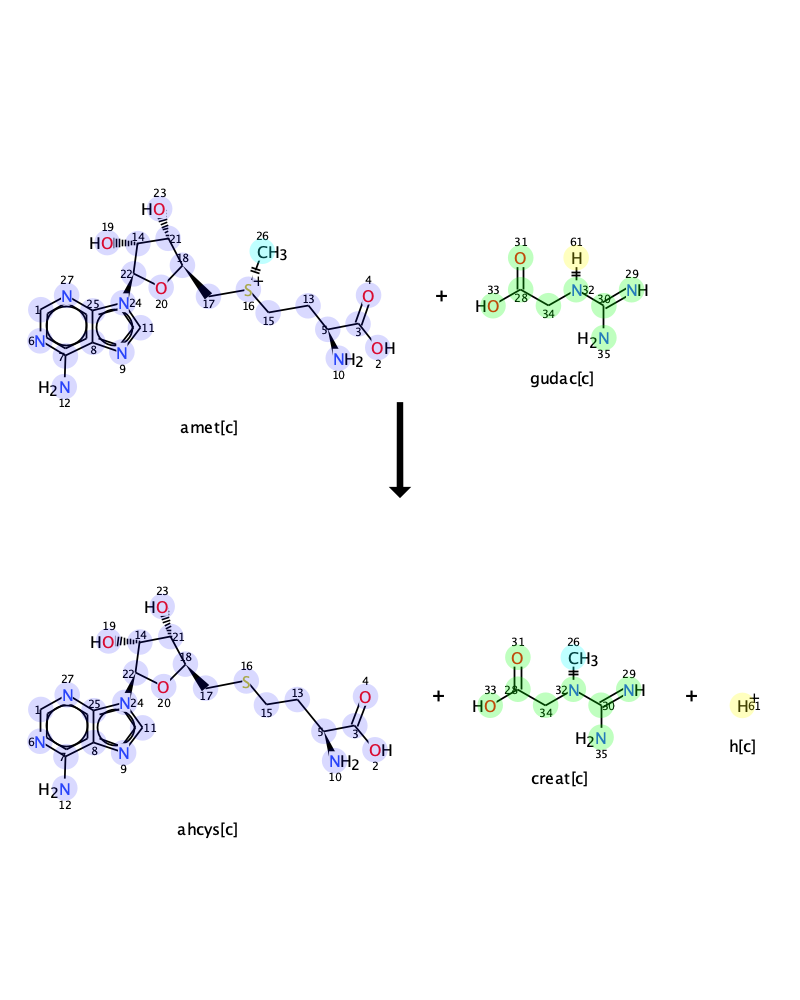 23
HO
26
19
CH3
HO 14 21
31 61
18
O H
27 22 + 4
N O S O + 29
25 N 24 20 17 16 13 33 N 32 NH
1 15 HO 28 30
N 11 5 3 34
6 8 N OH H2N N
7 9 NH2 2 35
H2N N 10 gudac[c]
12
amet[c]
23
HO
19 31 26
HO 14 21 O CH3
18 16 4 29
27 22 S O 33 28 32 N NH +
N O 13 + HO 30 + H 61
25 N 24 20 17 15 34
1 11 5 3 H2N N
N N OH 35 h[c]
6 7 8 9 NH2 2
H2N N 10 creat[c]
12
ahcys[c]